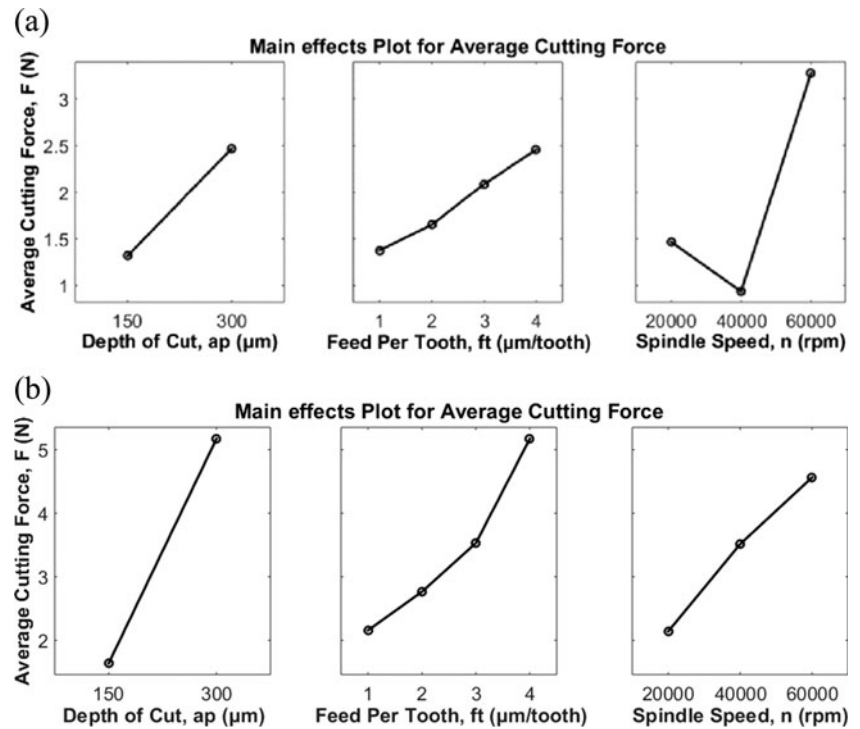 (a)
Main effects Plot for Average Cutting Force
Average Cutting Force, F (N)
3
2.5
2
1.5
1
150 300
Depth of Cut, ap (µm)
1 2 3 4
Feed Per Tooth, ft (µm/tooth)
20000 40000 60000
Spindle Speed, n (rpm)
(b)
Main effects Plot for Average Cutting Force
Average Cutting Force, F (N)
5
4
3
2
150 300
Depth of Cut, ap (µm)
1 2 3 4
Feed Per Tooth, ft (µm/tooth)
20000 40000 60000
Spindle Speed, n (rpm)